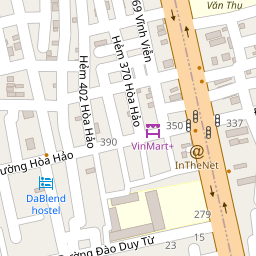 69 Vĩnh Viễn
Văn Thụ
Hẻm 370 Hòa Hảo
Hẻm 402 Hòa Hảo
350
337
390
VinMart+
InTheNet
ường Hòa Hảo
DaBlend
hostel
279
ường Đào Duy Từ
23
15